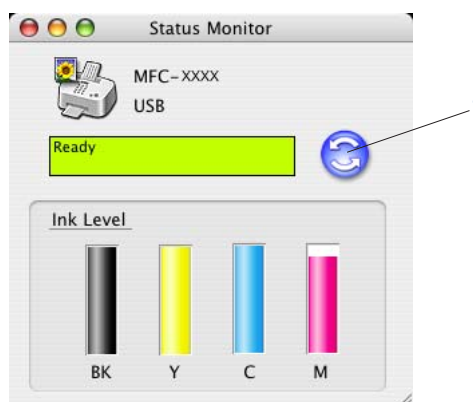 Status Monitor
MFC-XXXX
USB
Ready
Ink Level
BK Y C M